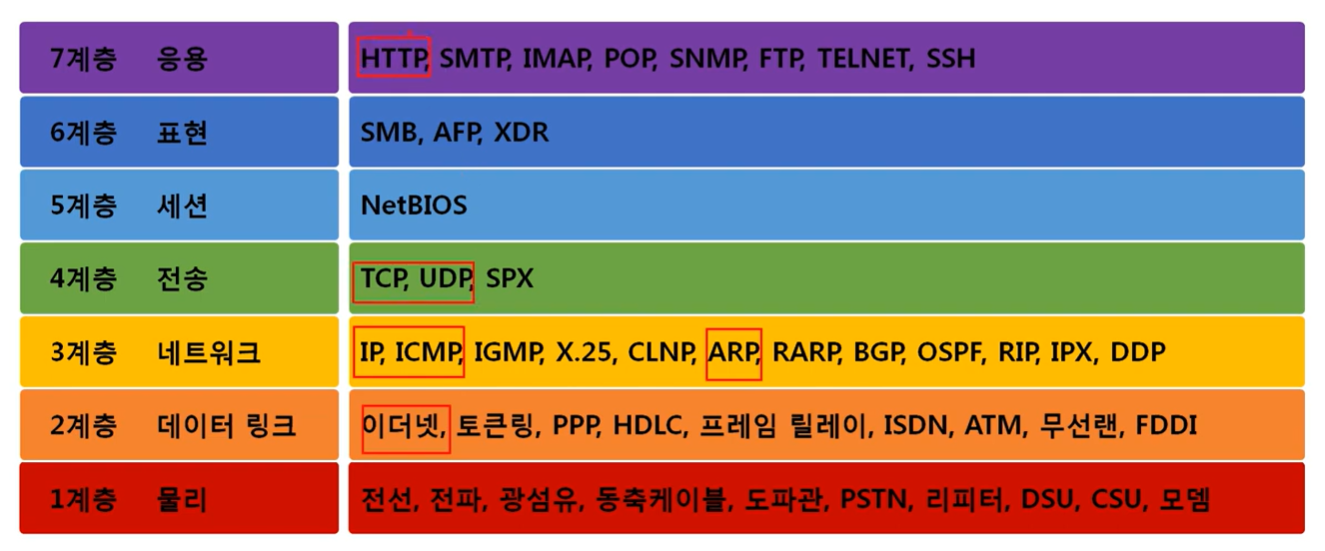 7계층 응용 HTTP, SMTP, IMAP, POP, SNMP, FTP, TELNET, SSH
6계층 표현 SMB, AFP, XDR
5계층 세션 NetBIOS
4계층 전송 TCP, UDP, SPX
3계층 네트워크 IP, ICMP, IGMP, X.25, CLNP, ARP, RARP, BGP, OSPF, RIP, IPX, DDP
2계층 데이터 링크 이더넷, 토큰링, PPP, HDLC, 프레임 릴레이, ISDN, ATM, 무선랜, FDDI
1계층 물리 전선, 전파, 광섬유, 동축케이블, 도파관, PSTN, 리피터, DSU, CSU, 모뎀